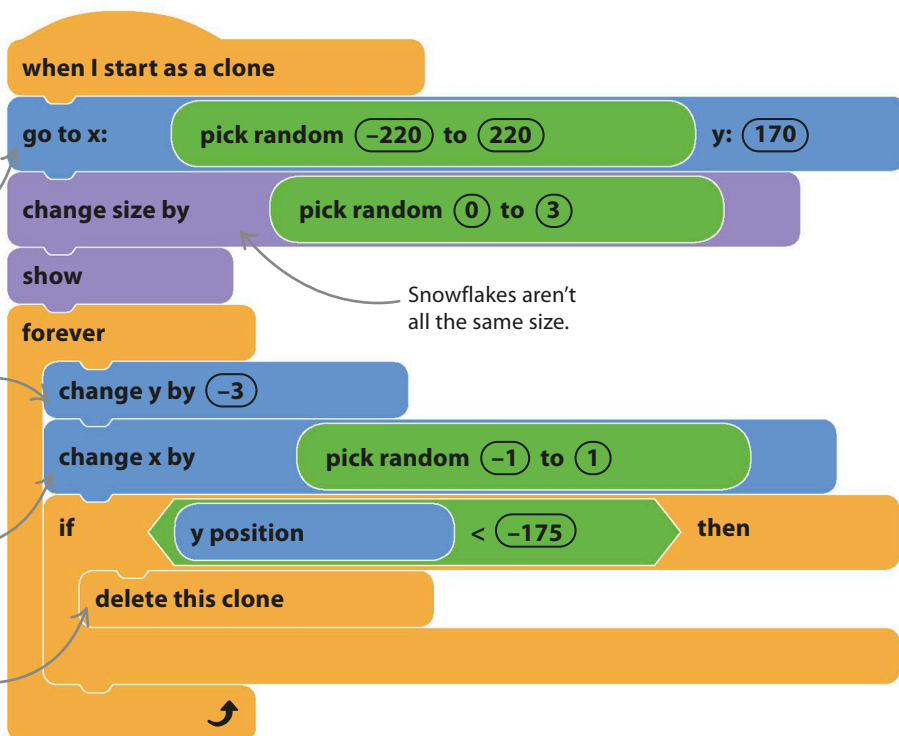 when I start as a clone
go to x: pick random –220 to 220 y: 170
change size by pick random 0 to 3
show
Snowflakes aren’t
all the same size.
forever
change y by –3
change x by pick random –1 to 1
if y position < –175 then
delete this clone